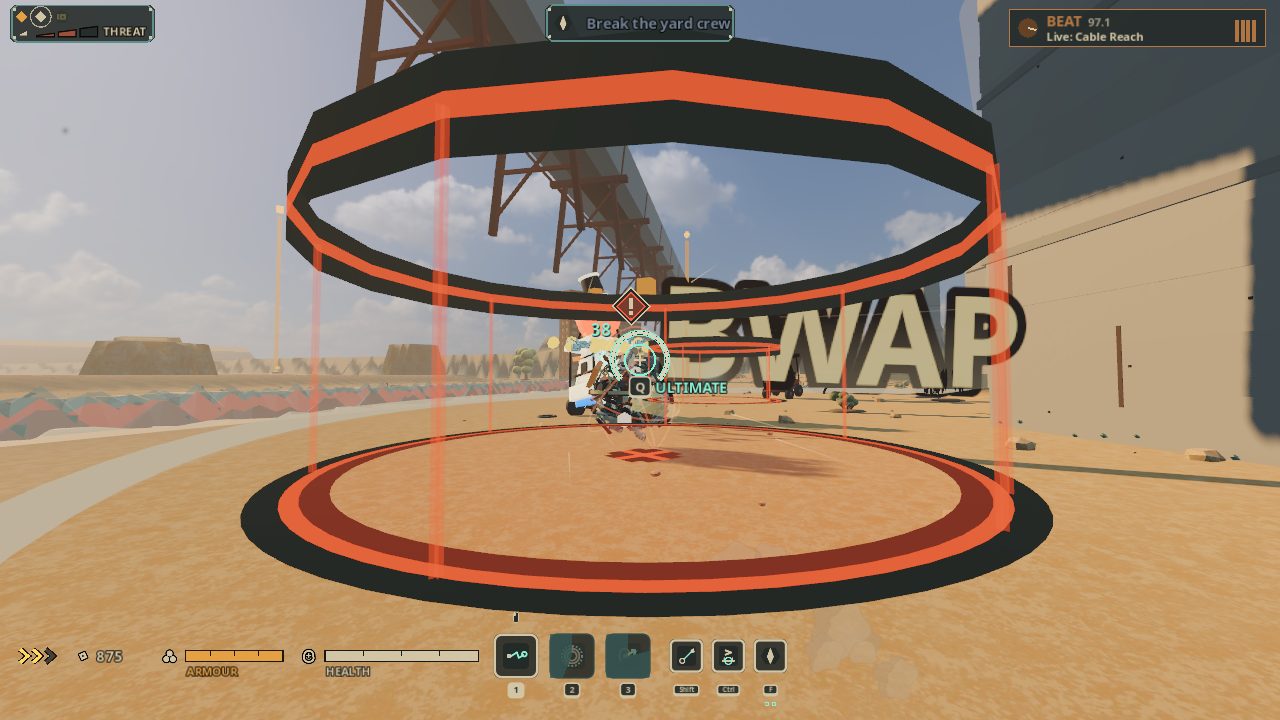 THREAT
Break the yard crew
BEAT 97.1
Live: Cable Reach
BWAP
38
Q ULTIMATE
875
ARMOUR
HEALTH
1
2
3
Shift
Ctrl
F